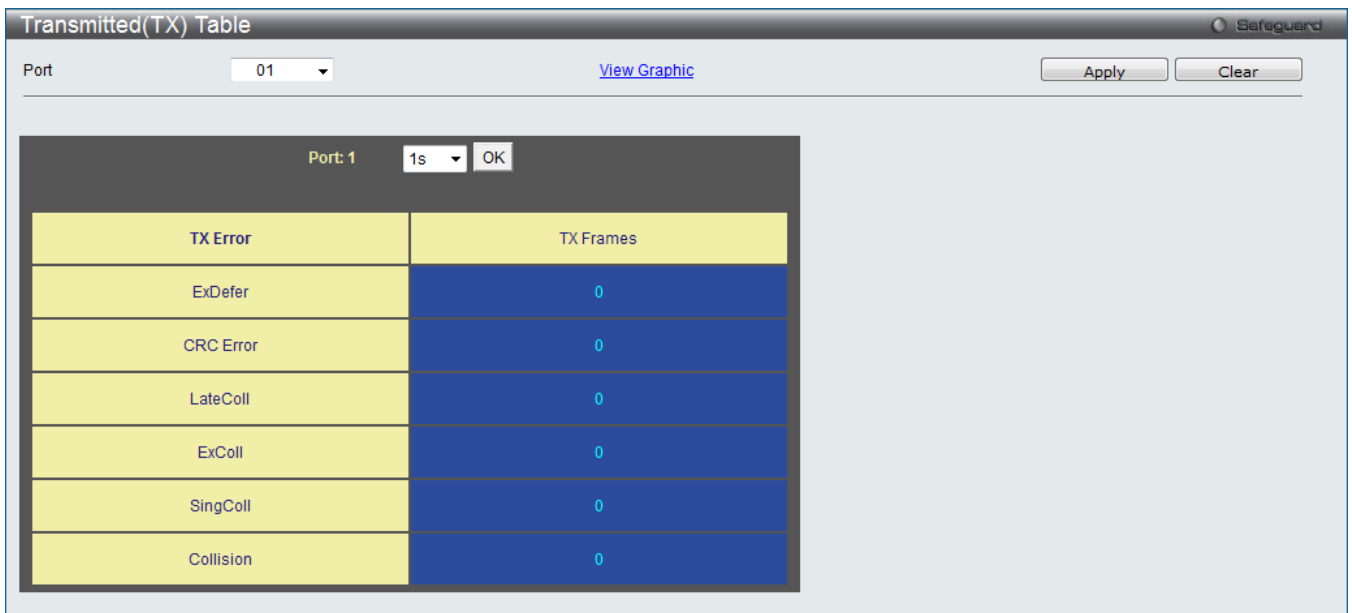 Transmitted(TX) Table Safeguard
Port 01 View Graphic Apply Clear
Port: 1 1s OK
TX Error TX Frames
ExDefer 0
CRC Error 0
LateColl 0
ExColl 0
SingColl 0
Collision 0